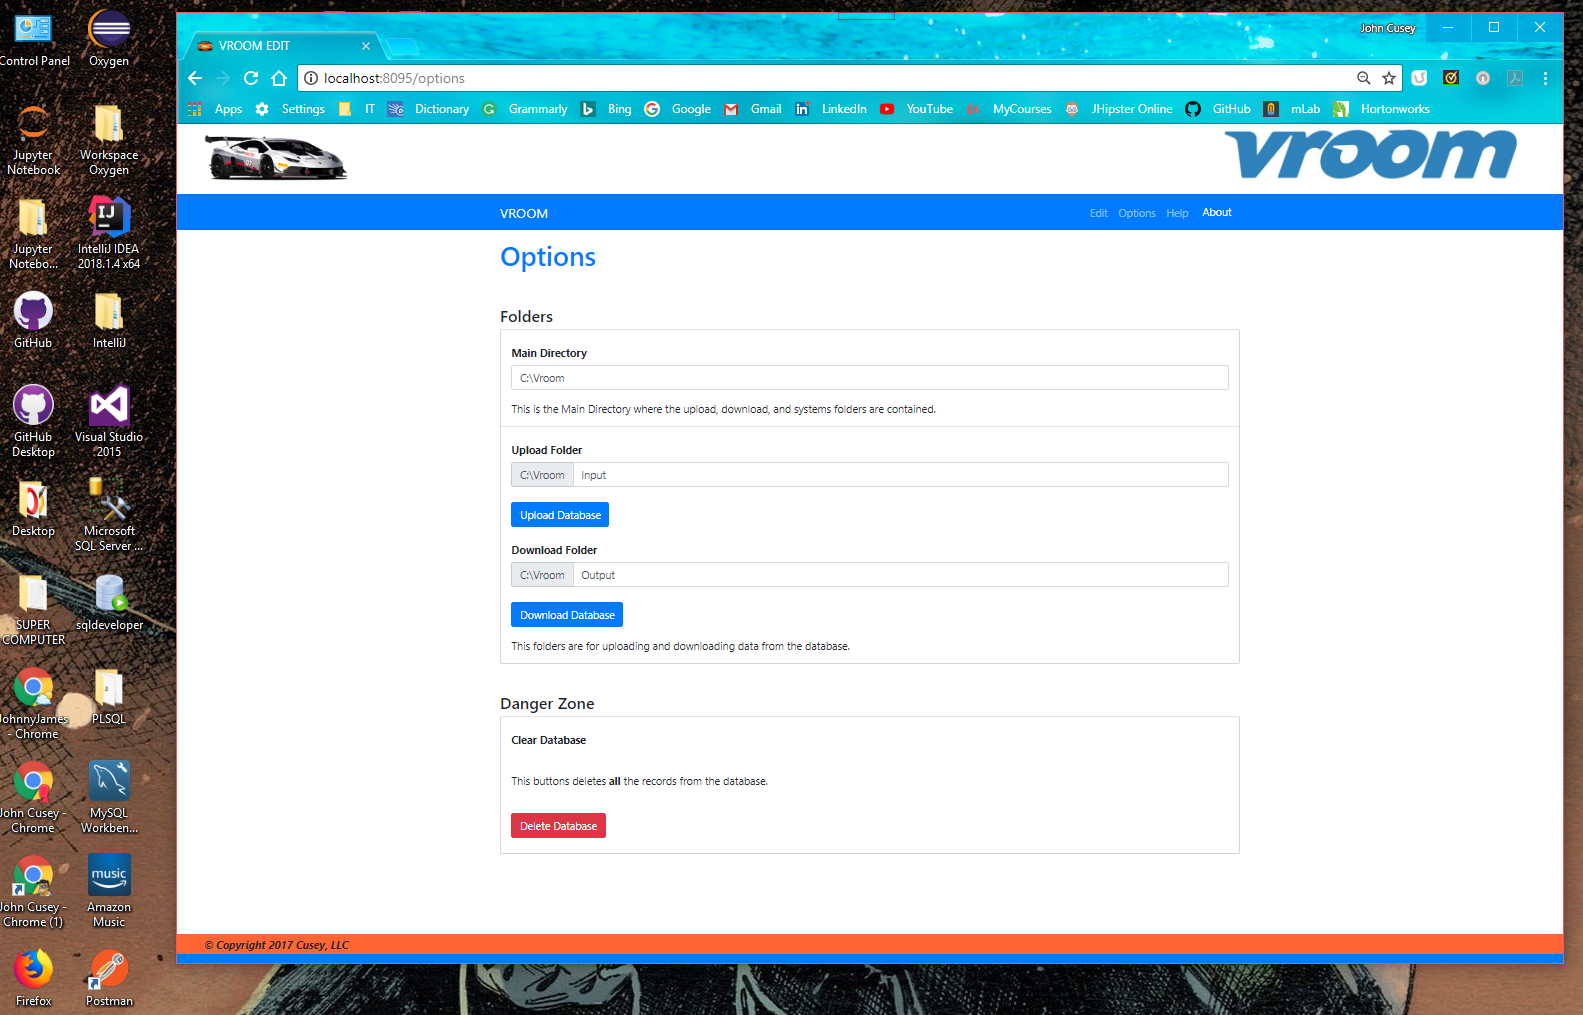 Control Panel
Oxygen
Jupyter Notebook
Workspace Oxygen
Jupyter Notebo...
IntelliJ IDEA 2018.1.4 x64
GitHub
IntelliJ
GitHub Desktop
Visual Studio 2015
Desktop
Microsoft SQL Server ...
SUPER COMPUTER
sqldeveloper
JohnnyJames - Chrome
PLSQL
John Cusey - Chrome
MySQL Workben...
John Cusey - Chrome (1)
music
Amazon Music
Firefox
Postman
VROOM EDIT
John Cusey
localhost:8095/options
Apps Settings IT Dictionary Grammarly Bing Google Gmail LinkedIn YouTube MyCourses JHipster Online GitHub mLab Hortonworks
vroom
VROOM Edit Options Help About
Options
Folders
Main Directory
C:\Vroom
This is the Main Directory where the upload, download, and systems folders are contained.
Upload Folder
C:\Vroom Input
Upload Database
Download Folder
C:\Vroom Output
Download Database
This folders are for uploading and downloading data from the database.
Danger Zone
Clear Database
This buttons deletes all the records from the database.
Delete Database
© Copyright 2017 Cusey, LLC